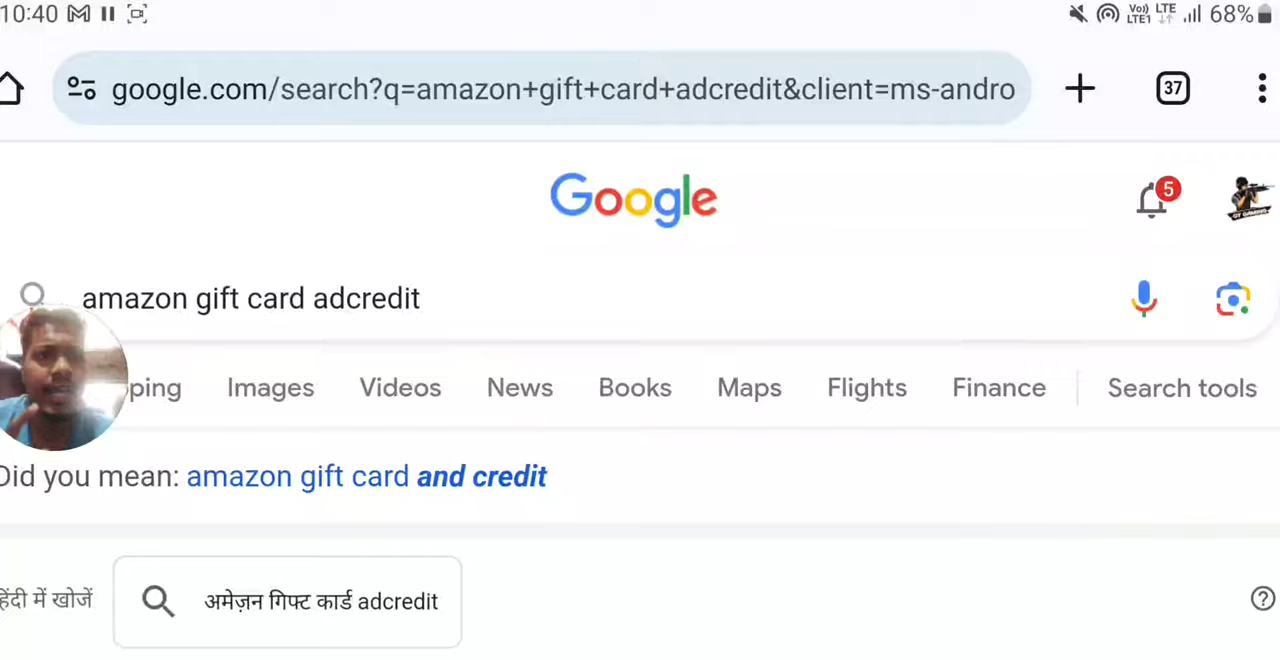 10:40 VoLTE1 LTE 68%
google.com/search?q=amazon+gift+card+adcredit&client=ms-andro 37
Google 5
amazon gift card adcredit
ping Images Videos News Books Maps Flights Finance Search tools
Did you mean: amazon gift card and credit
हिंदी में खोजें अमेज़न गिफ्ट कार्ड adcredit